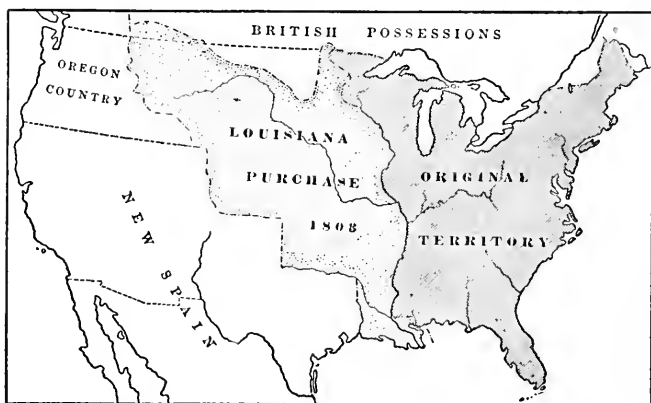 BRITISH POSSESSIONS
OREGON
COUNTRY
LOUISIANA
PURCHASE
1803
ORIGINAL
TERRITORY
NEW SPAIN